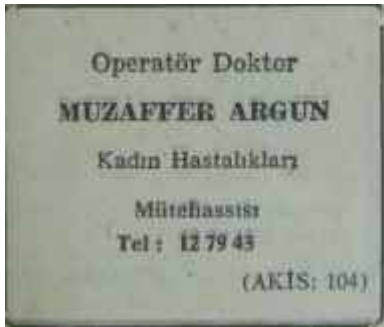 Operatör Doktor
MUZAFFER ARGUN
Kadın Hastalıkları
Mütehassısı
Tel : 12 79 43
(AKİS: 104)